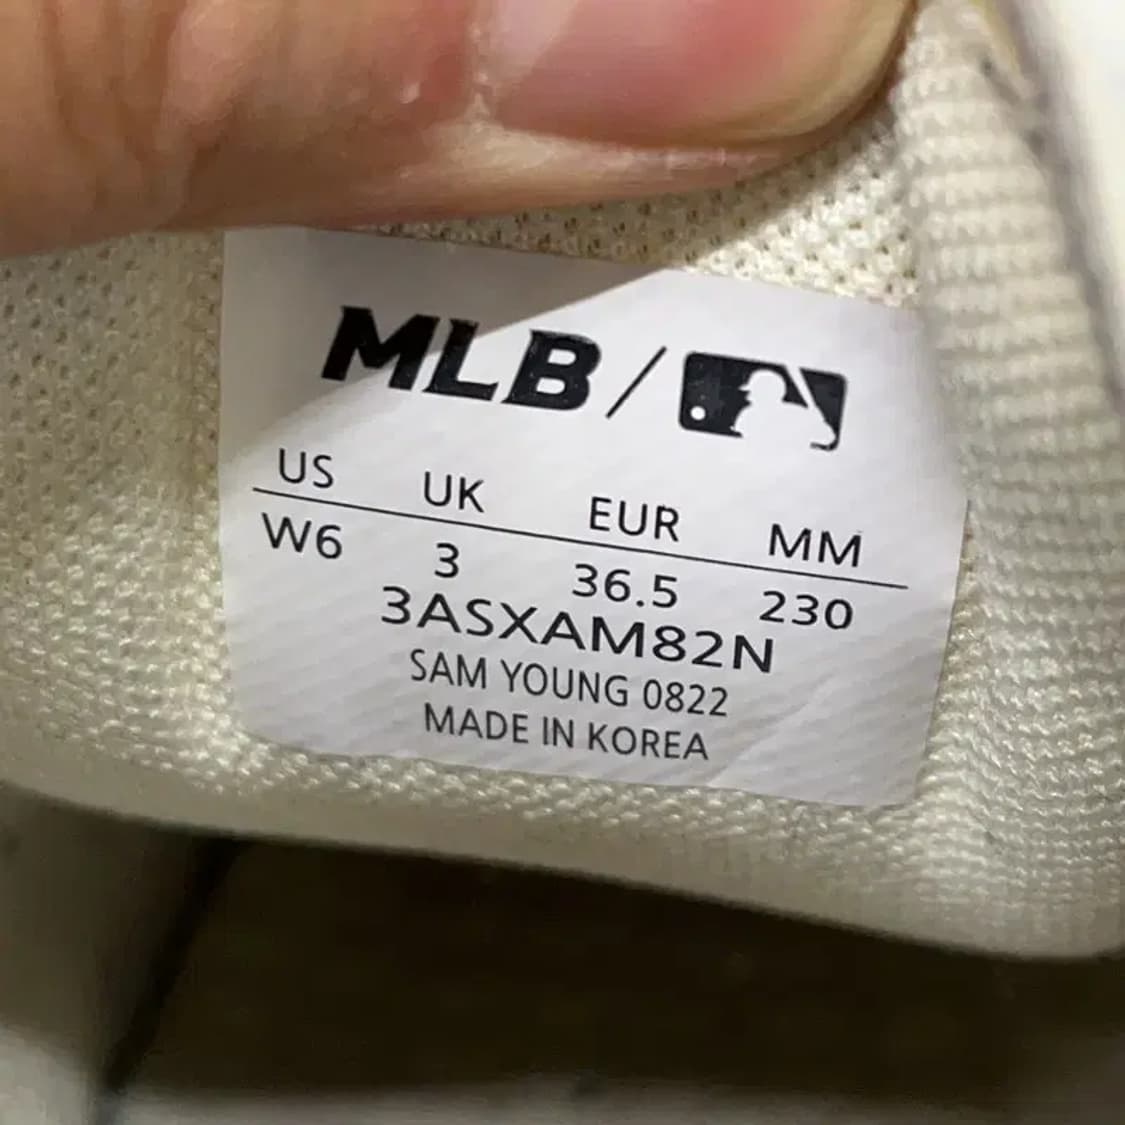 MLB /
US UK EUR MM
W6 3 36.5 230
3ASXAM82N
SAM YOUNG 0822
MADE IN KOREA